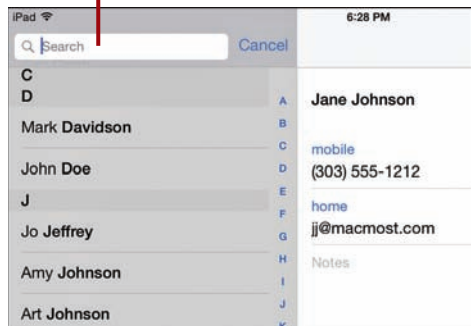 iPad 6:28 PM
Search Cancel
C
D
Mark Davidson
John Doe
J
Jo Jeffrey
Amy Johnson
Art Johnson
A
B
C
D
E
F
G
H
I
J
K
Jane Johnson
mobile
(303) 555-1212
home
jj@macmost.com
Notes